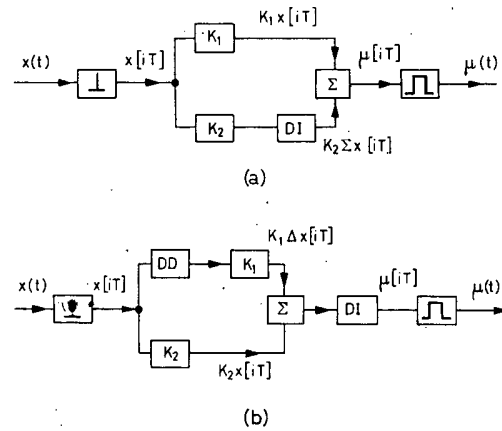 K₁x[iT]
x(t)
x[iT]
K₁
μ[iT]
μ(t)
Σ
K₂
DI
K₂Σx[iT]
(a)
K₁Δx[iT]
x(t)
x[iT]
DD
K₁
μ[iT]
μ(t)
Σ
DI
K₂
K₂x[iT]
(b)